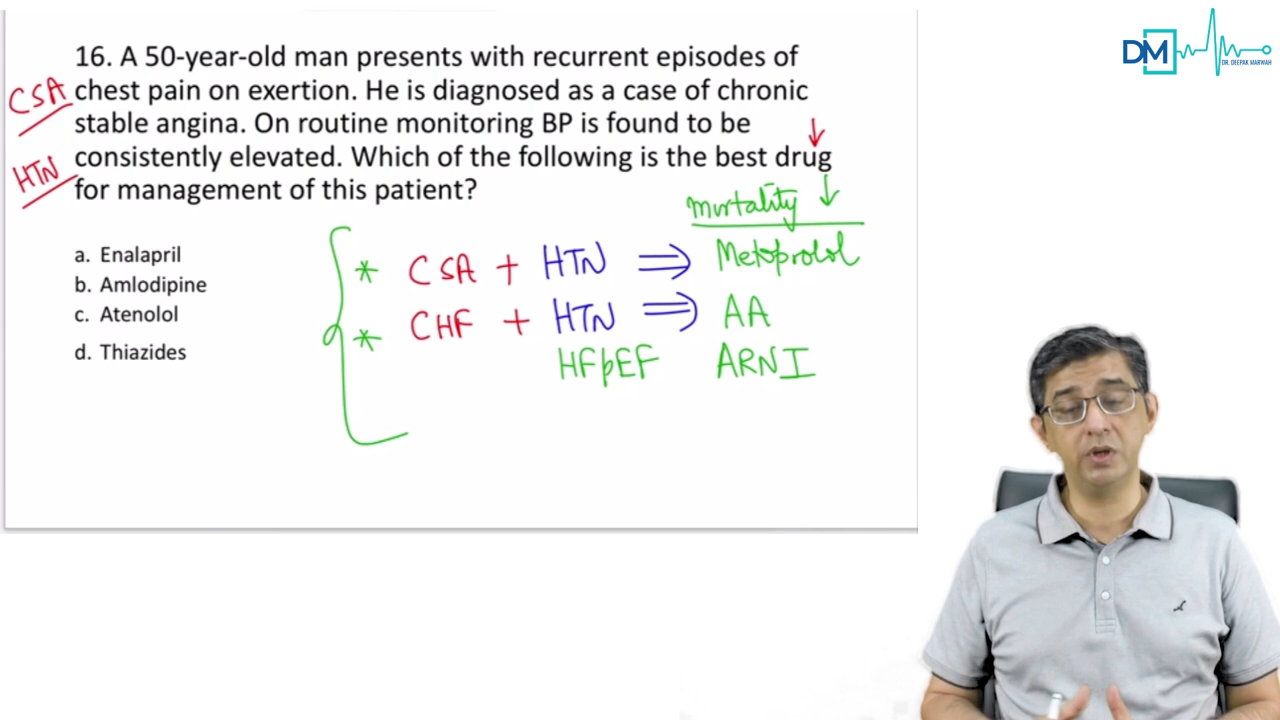 DM
DR. DEEPAK MARWAH
16. A 50-year-old man presents with recurrent episodes of
chest pain on exertion. He is diagnosed as a case of chronic
stable angina. On routine monitoring BP is found to be
consistently elevated. Which of the following is the best drug
for management of this patient?
CSA
HTN
a. Enalapril
b. Amlodipine
c. Atenolol
d. Thiazides
mortality ↓
* CSA + HTN ⇒ Metoprolol
* CHF + HTN ⇒ AA
HFpEF ARNI